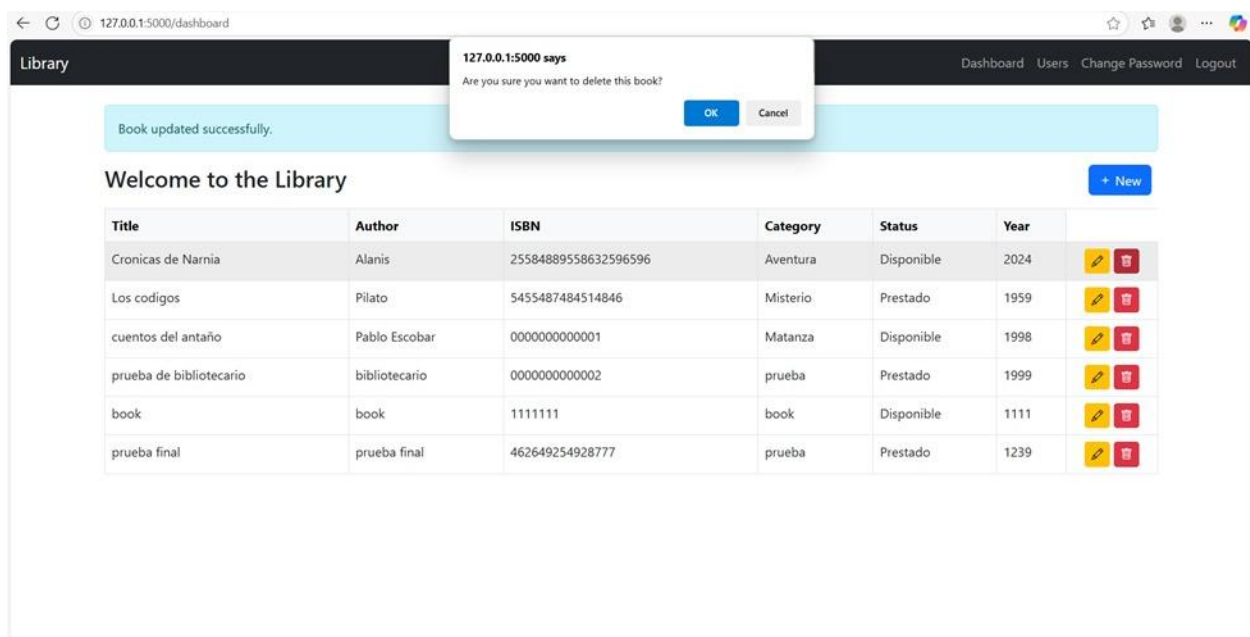 127.0.0.1:5000/dashboard
Library
127.0.0.1:5000 says
Are you sure you want to delete this book?
OK Cancel
Dashboard Users Change Password Logout
Book updated successfully.
Welcome to the Library
+ New
Title Author ISBN Category Status Year
Cronicas de Narnia Alanis 25584889558632596596 Aventura Disponible 2024
Los codigos Pilato 5455487484514846 Misterio Prestado 1959
cuentos del antaño Pablo Escobar 0000000000001 Matanza Disponible 1998
prueba de bibliotecario bibliotecario 0000000000002 prueba Prestado 1999
book book 1111111 book Disponible 1111
prueba final prueba final 462649254928777 prueba Prestado 1239